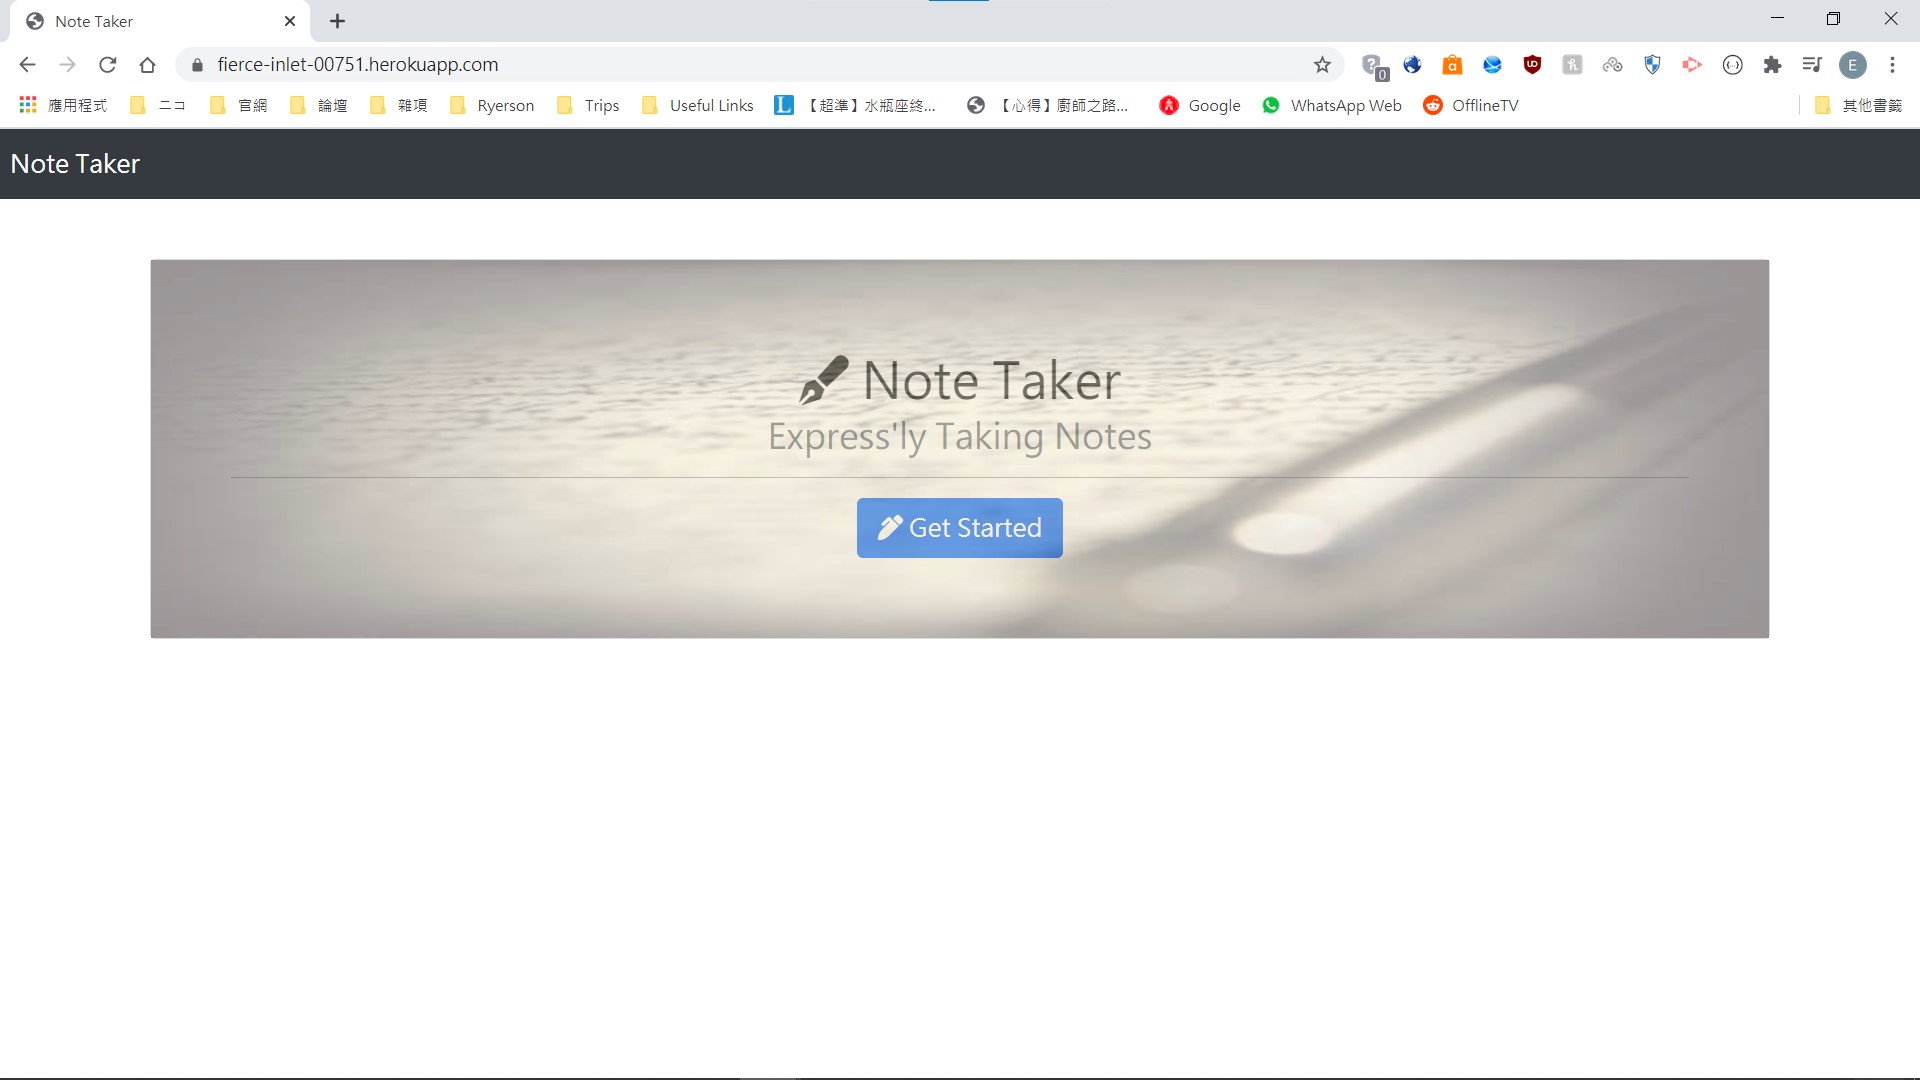 Note Taker
fierce-inlet-00751.herokuapp.com
0
E
應用程式 ニコ 官網 論壇 雜項 Ryerson Trips Useful Links 【超準】水瓶座終... 【心得】廚師之路... Google WhatsApp Web OfflineTV 其他書籤
Note Taker
Note Taker
Express'ly Taking Notes
Get Started